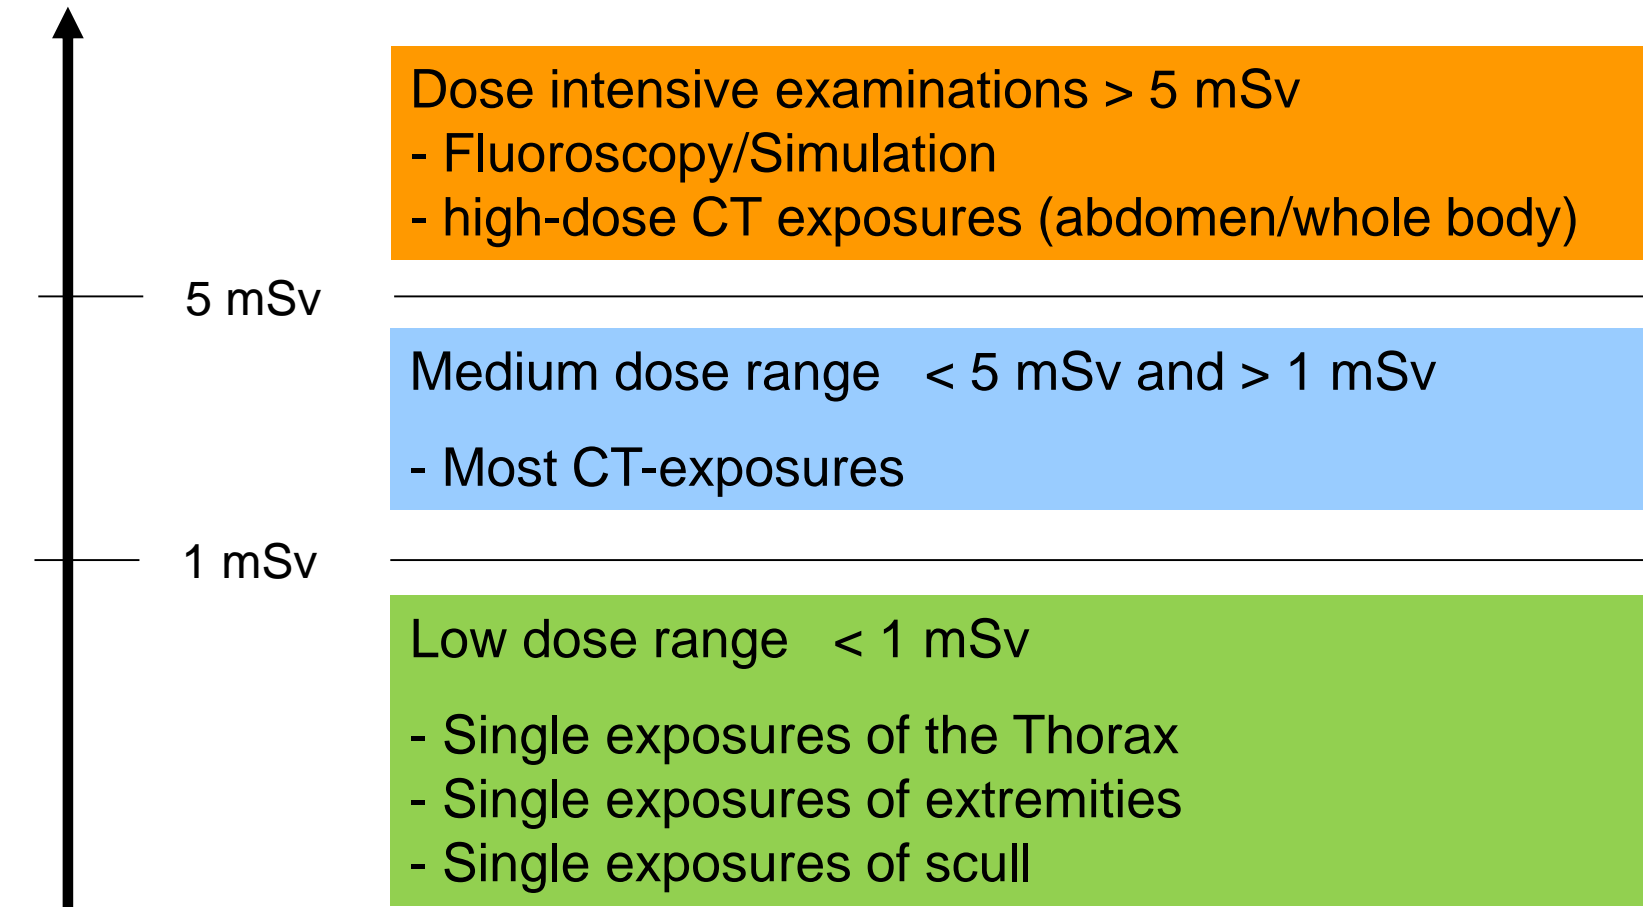 Dose intensive examinations > 5 mSv
- Fluoroscopy/Simulation
- high-dose CT exposures (abdomen/whole body)
5 mSv
Medium dose range < 5 mSv and > 1 mSv
- Most CT-exposures
1 mSv
Low dose range < 1 mSv
- Single exposures of the Thorax
- Single exposures of extremities
- Single exposures of scull